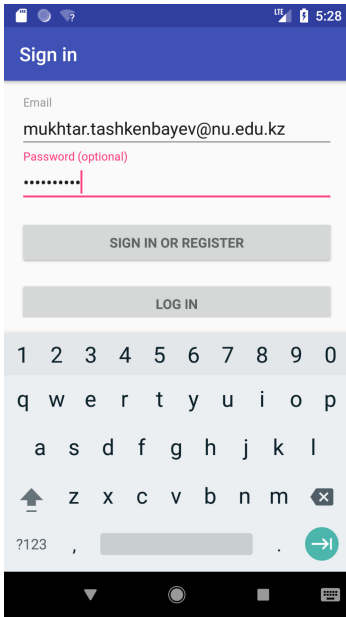 LTE 5:28
Sign in
Email
mukhtar.tashkenbayev@nu.edu.kz
Password (optional)
••••••••••
SIGN IN OR REGISTER
LOG IN
1 2 3 4 5 6 7 8 9 0
q w e r t y u i o p
a s d f g h j k l
z x c v b n m
?123 , .